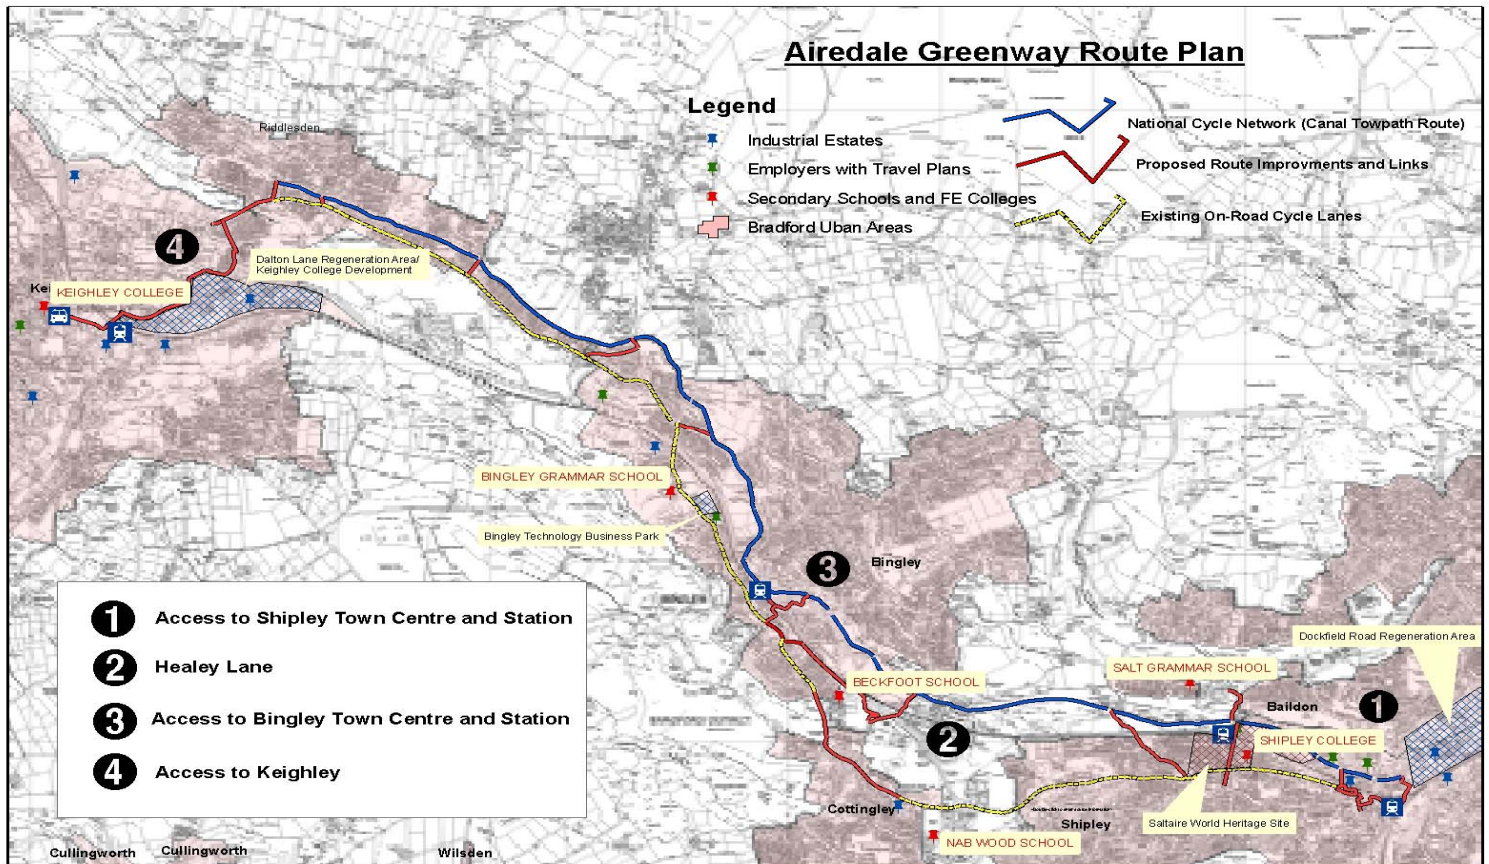 Airedale Greenway Route Plan
Legend
Industrial Estates
Employers with Travel Plans
Secondary Schools and FE Colleges
Bradford Uban Areas
National Cycle Network (Canal Towpath Route)
Proposed Route Improvments and Links
Existing On-Road Cycle Lanes
Riddlesden
4
Dalton Lane Regeneration Area/
Keighley College Development
KEIGHLEY COLLEGE
BINGLEY GRAMMAR SCHOOL
Bingley Technology Business Park
3
Bingley
1 Access to Shipley Town Centre and Station
2 Healey Lane
3 Access to Bingley Town Centre and Station
4 Access to Keighley
Dockfield Road Regeneration Area
SALT GRAMMAR SCHOOL
BECKFOOT SCHOOL
Baildon
1
2
SHIPLEY COLLEGE
Cottingley
Shipley
Saltaire World Heritage Site
NAB WOOD SCHOOL
Cullingworth
Cullingworth
Wilsden